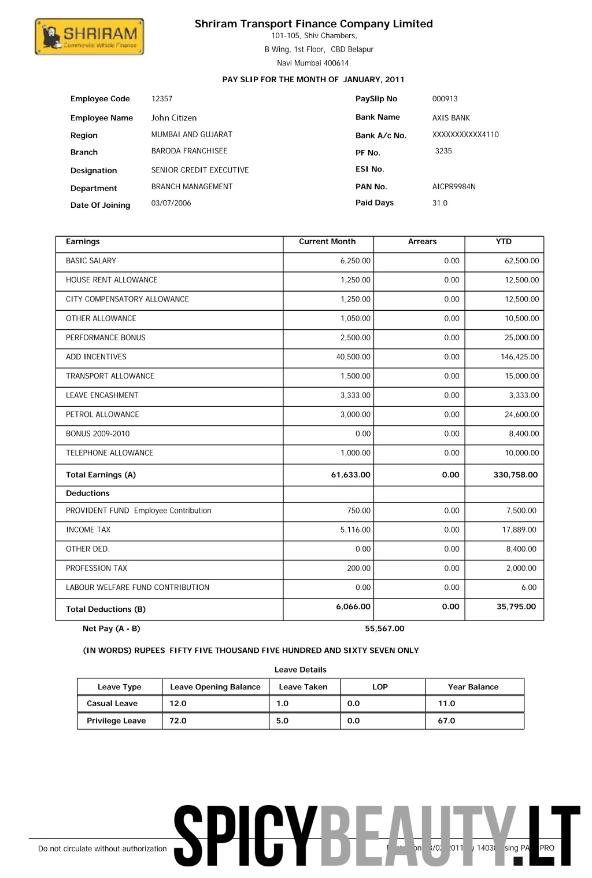 SHRIRAM
Commercial Vehicle Finance
Shriram Transport Finance Company Limited
101-105, Shiv Chambers,
B Wing, 1st Floor, CBD Belapur
Navi Mumbai 400614
PAY SLIP FOR THE MONTH OF JANUARY, 2011
Employee Code 12357 PaySlip No 000913
Employee Name John Citizen Bank Name AXIS BANK
Region MUMBAI AND GUJARAT Bank A/c No. XXXXXXXXXXX4110
Branch BARODA FRANCHISEE PF No. 3235
Designation SENIOR CREDIT EXECUTIVE ESI No.
Department BRANCH MANAGEMENT PAN No. AICPR9984N
Date Of Joining 03/07/2006 Paid Days 31.0
Earnings Current Month Arrears YTD
BASIC SALARY 6,250.00 0.00 62,500.00
HOUSE RENT ALLOWANCE 1,250.00 0.00 12,500.00
CITY COMPENSATORY ALLOWANCE 1,250.00 0.00 12,500.00
OTHER ALLOWANCE 1,050.00 0.00 10,500.00
PERFORMANCE BONUS 2,500.00 0.00 25,000.00
ADD INCENTIVES 40,500.00 0.00 146,425.00
TRANSPORT ALLOWANCE 1,500.00 0.00 15,000.00
LEAVE ENCASHMENT 3,333.00 0.00 3,333.00
PETROL ALLOWANCE 3,000.00 0.00 24,600.00
BONUS 2009-2010 0.00 0.00 8,400.00
TELEPHONE ALLOWANCE 1,000.00 0.00 10,000.00
Total Earnings (A) 61,633.00 0.00 330,758.00
Deductions
PROVIDENT FUND Employee Contribution 750.00 0.00 7,500.00
INCOME TAX 5.116.00 0.00 17,889.00
OTHER DED. 0.00 0.00 8,400.00
PROFESSION TAX 200.00 0.00 2,000.00
LABOUR WELFARE FUND CONTRIBUTION 0.00 0.00 6.00
Total Deductions (B) 6,066.00 0.00 35,795.00
Net Pay (A - B) 55,567.00
(IN WORDS) RUPEES FIFTY FIVE THOUSAND FIVE HUNDRED AND SIXTY SEVEN ONLY
Leave Details
Leave Type Leave Opening Balance Leave Taken LOP Year Balance
Casual Leave 12.0 1.0 0.0 11.0
Privilege Leave 72.0 5.0 0.0 67.0
SPICYBEAUTY.LT
Do not circulate without authorization